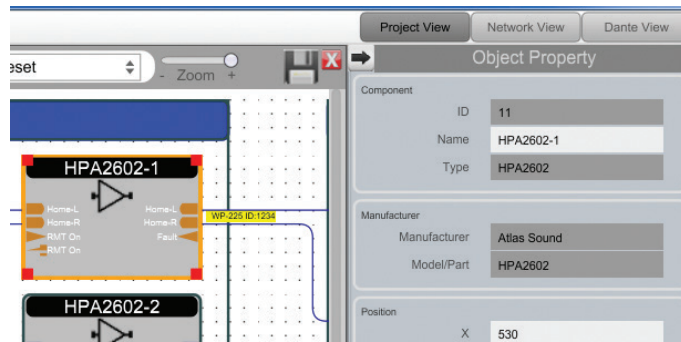 Project View
Network View
Dante View
eset
- Zoom +
Object Property
Component
ID 11
Name HPA2602-1
Type HPA2602
Manufacturer
Manufacturer Atlas Sound
Model/Part HPA2602
Position
X 530
HPA2602-1
Home-L Home-L
Home-R Home-R
RMT On Fault
RMT On
WP-225 ID:1234
HPA2602-2